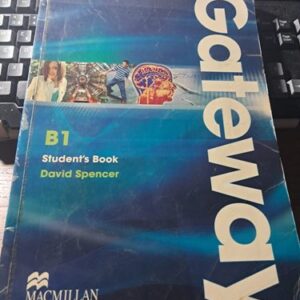 Gateway
B1
Student's Book
David Spencer
MACMILLAN